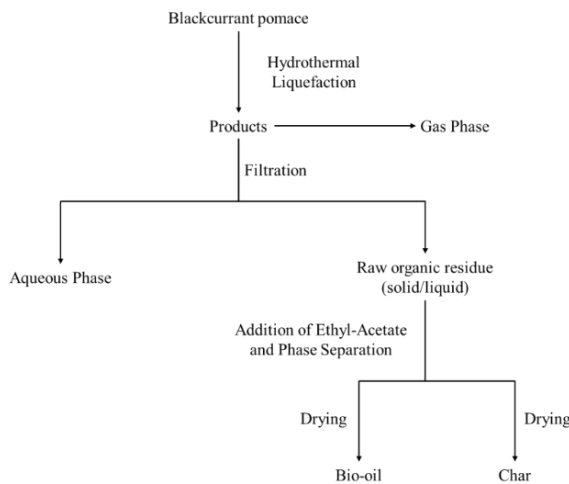 Blackcurrant pomace
Hydrothermal
Liquefaction
Products
Gas Phase
Filtration
Aqueous Phase
Raw organic residue
(solid/liquid)
Addition of Ethyl-Acetate
and Phase Separation
Drying
Drying
Bio-oil
Char